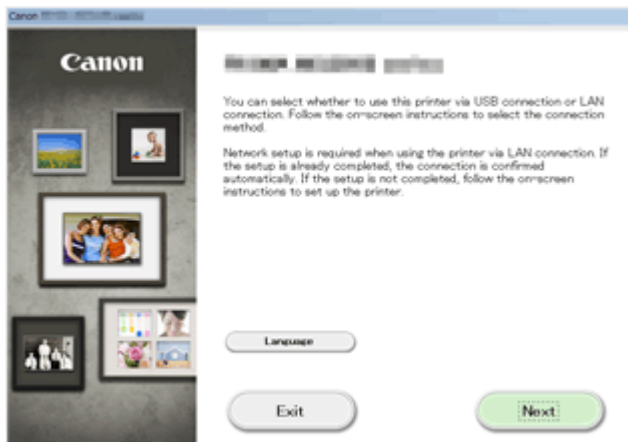 Canon
Canon
You can select whether to use this printer via USB connection or LAN
connection. Follow the on-screen instructions to select the connection
method.
Network setup is required when using the printer via LAN connection. If
the setup is already completed, the connection is confirmed
automatically. If the setup is not completed, follow the on-screen
instructions to set up the printer.
Language
Exit
Next